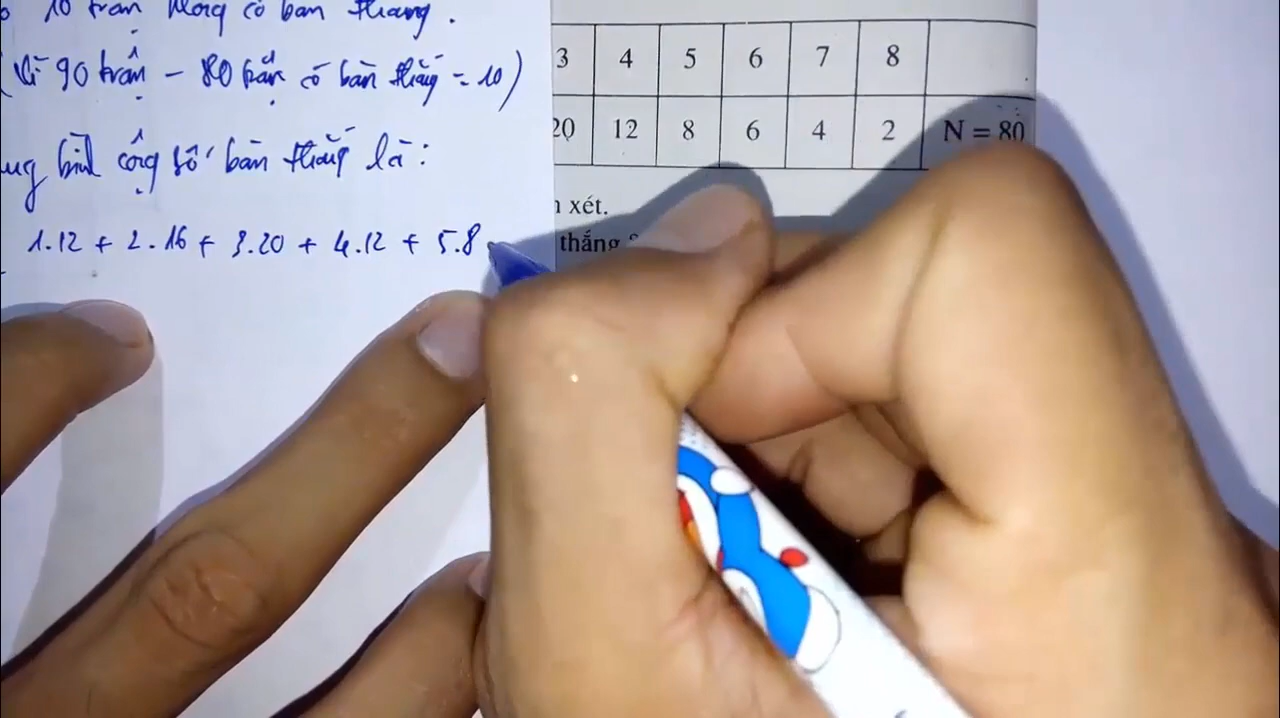 10 trận không có bàn thắng.
(Vì 90 trận - 80 trận có bàn thắng = 10)
ng bình cộng số bàn thắng là:
1.12 + 2.16 + 3.20 + 4.12 + 5.8
3 4 5 6 7 8
20 12 8 6 4 2 N = 80
xét.
thắng